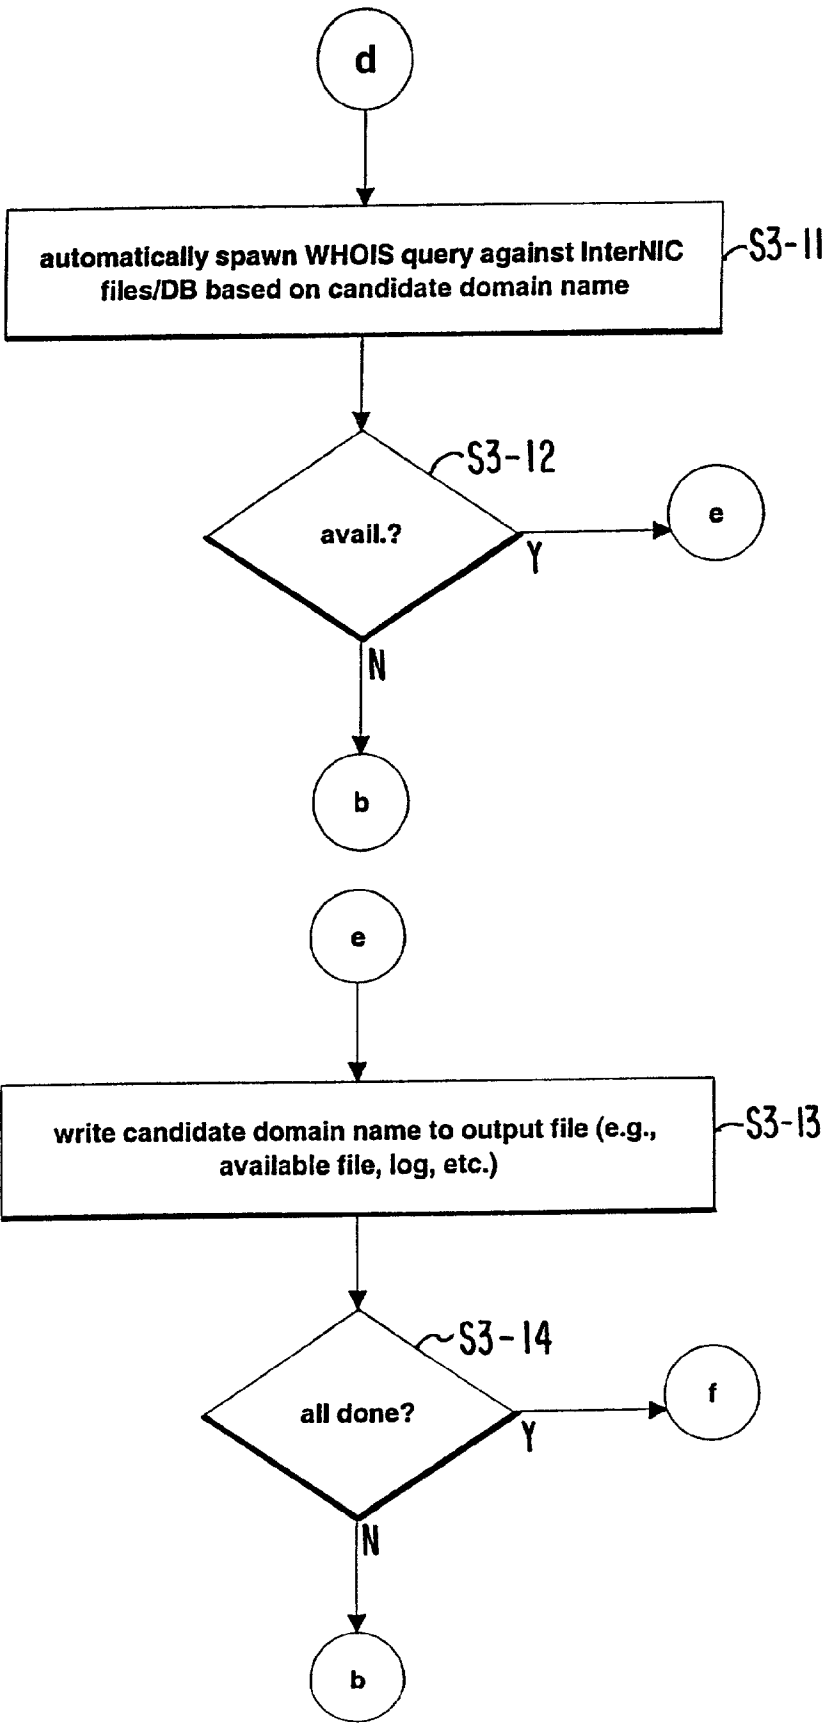 d
automatically spawn WHOIS query against InterNIC
files/DB based on candidate domain name
S3-11
S3-12
avail.?
Y
e
N
b
e
write candidate domain name to output file (e.g.,
available file, log, etc.)
S3-13
S3-14
all done?
Y
f
N
b